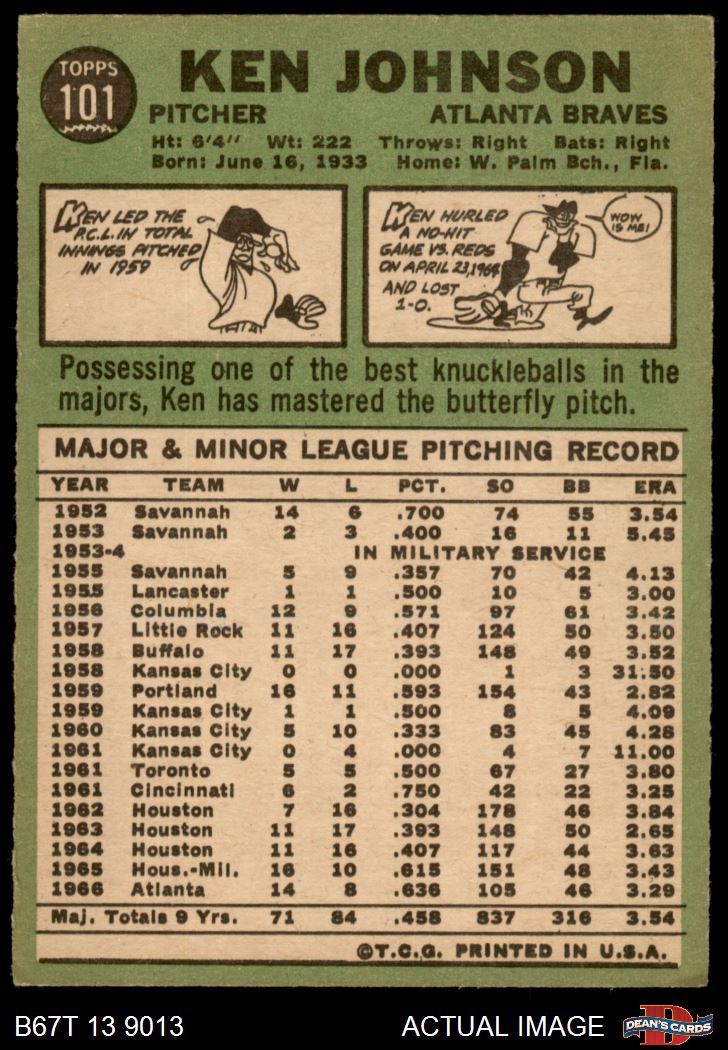 TOPPS
101
KEN JOHNSON
PITCHER ATLANTA BRAVES
Ht: 6'4" Wt: 222 Throws: Right Bats: Right
Born: June 16, 1933 Home: W. Palm Bch., Fla.
KEN LED THE
P.C.L. IN TOTAL
INNINGS PITCHED
IN 1959
KEN HURLED
A NO-HIT
GAME VS. REDS
ON APRIL 23, 1964
AND LOST
1-0.
WOW
IS ME!
Possessing one of the best knuckleballs in the
majors, Ken has mastered the butterfly pitch.
MAJOR & MINOR LEAGUE PITCHING RECORD
YEAR TEAM W L PCT. SO BB ERA
1952 Savannah 14 6 .700 74 55 3.54
1953 Savannah 2 3 .400 16 11 5.45
1953-4 IN MILITARY SERVICE
1955 Savannah 5 9 .357 70 42 4.13
1955 Lancaster 1 1 .500 10 5 3.00
1956 Columbia 12 9 .571 97 61 3.42
1957 Little Rock 11 16 .407 124 50 3.50
1958 Buffalo 11 17 .393 148 49 3.52
1958 Kansas City 0 0 .000 1 3 31.50
1959 Portland 16 11 .593 154 43 2.82
1959 Kansas City 1 1 .500 8 5 4.09
1960 Kansas City 5 10 .333 83 45 4.28
1961 Kansas City 0 4 .000 4 7 11.00
1961 Toronto 5 5 .500 67 27 3.80
1961 Cincinnati 6 2 .750 42 22 3.25
1962 Houston 7 16 .304 178 46 3.84
1963 Houston 11 17 .393 148 50 2.65
1964 Houston 11 16 .407 117 44 3.63
1965 Hous.-Mil. 16 10 .615 151 48 3.43
1966 Atlanta 14 8 .636 105 46 3.29
Maj. Totals 9 Yrs. 71 84 .458 837 316 3.54
©T.C.G. PRINTED IN U.S.A.
B67T 13 9013 ACTUAL IMAGE
D
DEAN'S CARDS